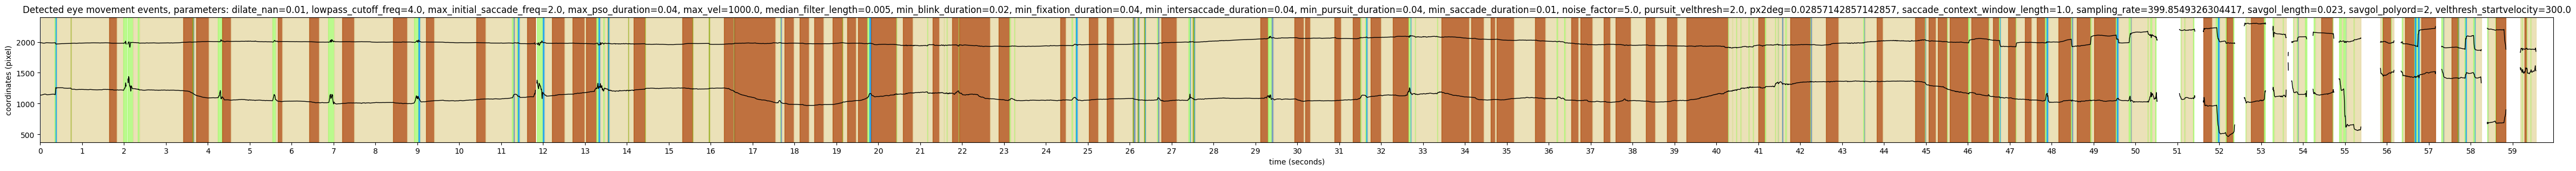 Detected eye movement events, parameters: dilate_nan=0.01, lowpass_cutoff_freq=4.0, max_initial_saccade_freq=2.0, max_pso_duration=0.04, max_vel=1000.0, median_filter_length=0.005, min_blink_duration=0.02, min_fixation_duration=0.04, min_intersaccade_duration=0.04, min_pursuit_duration=0.04, min_saccade_duration=0.01, noise_factor=5.0, pursuit_velthresh=2.0, px2deg=0.02857142857142857, saccade_context_window_length=1.0, sampling_rate=399.8549326304417, savgol_length=0.023, savgol_polyord=2, velthresh_startvelocity=300.0
coordinates (pixel)
2000
1500
1000
500
0 1 2 3 4 5 6 7 8 9 10 11 12 13 14 15 16 17 18 19 20 21 22 23 24 25 26 27 28 29 30 31 32 33 34 35 36 37 38 39 40 41 42 43 44 45 46 47 48 49 50 51 52 53 54 55 56 57 58 59
time (seconds)